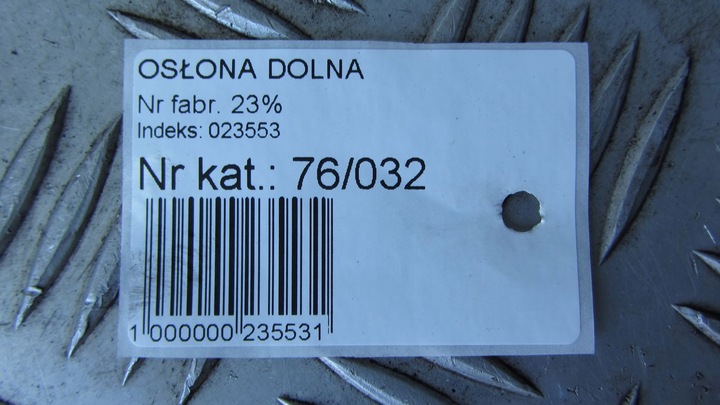 OSŁONA DOLNA
Nr fabr. 23%
Indeks: 023553
Nr kat.: 76/032
1 000000 235531